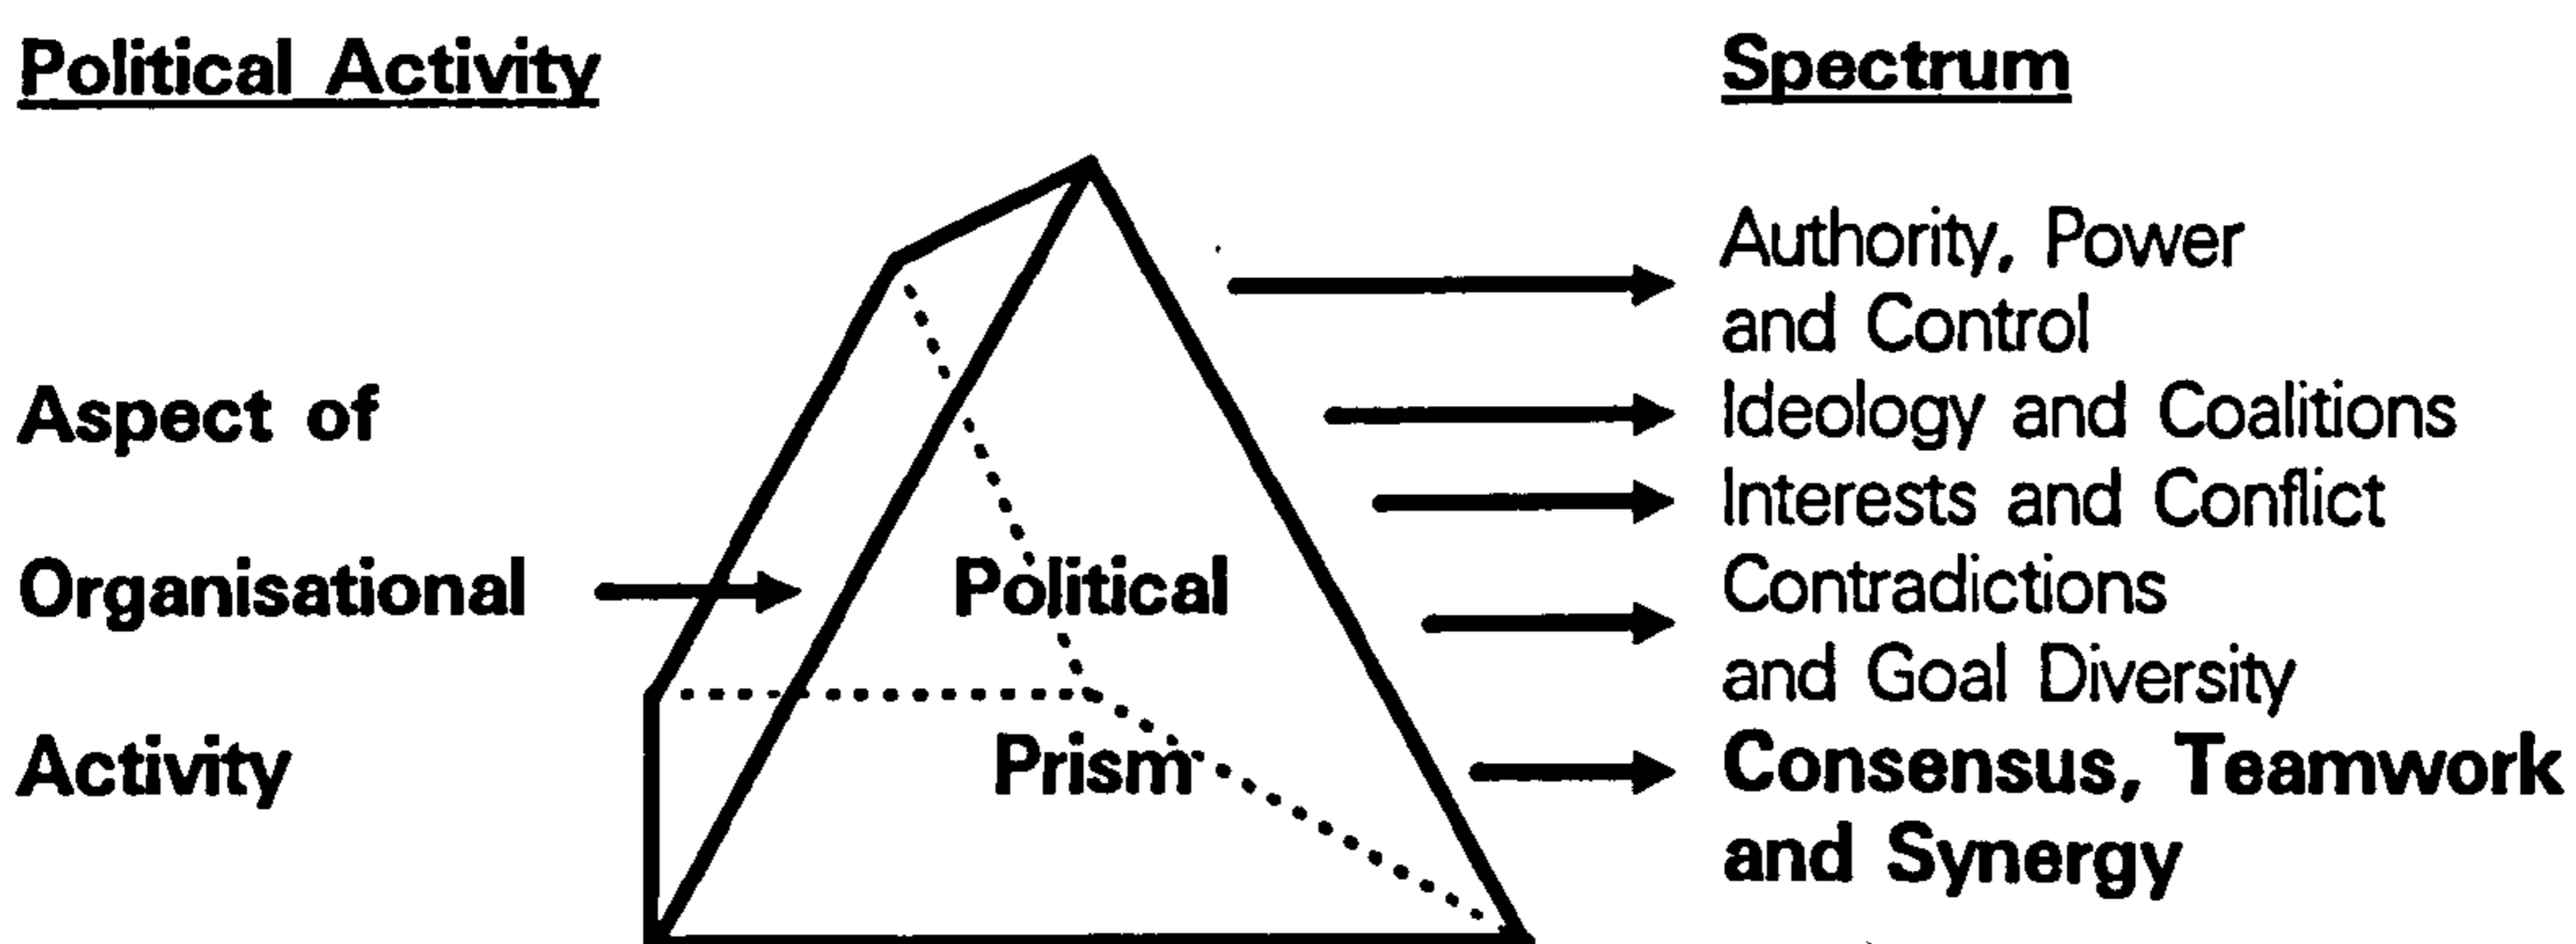 Political Activity
Spectrum
Authority, Power
and Control
Aspect of
Ideology and Coalitions
Interests and Conflict
Organisational
Political
Contradictions
and Goal Diversity
Activity
Prism
Consensus, Teamwork
and Synergy